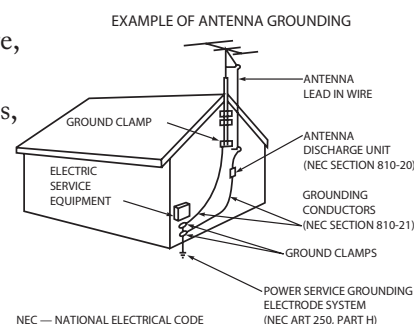 EXAMPLE OF ANTENNA GROUNDING
e,
s,
ANTENNA
LEAD IN WIRE
GROUND CLAMP
ANTENNA
DISCHARGE UNIT
(NEC SECTION 810-20)
ELECTRIC
SERVICE
EQUIPMENT
GROUNDING
CONDUCTORS
(NEC SECTION 810-21)
GROUND CLAMPS
POWER SERVICE GROUNDING
ELECTRODE SYSTEM
(NEC ART 250, PART H)
NEC — NATIONAL ELECTRICAL CODE